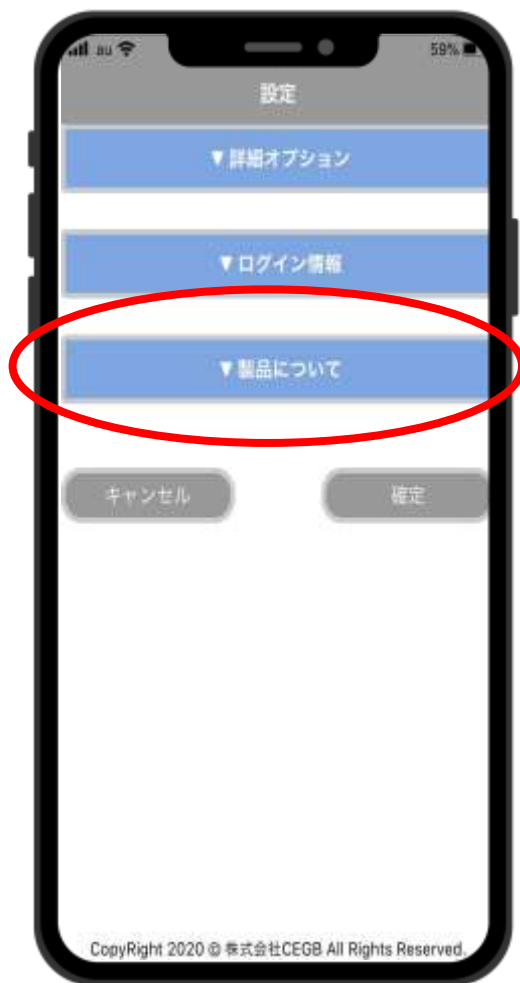 au 59%
設定
▼詳細オプション
▼ログイン情報
▼製品について
キャンセル 確定
CopyRight 2020 © 株式会社CEGB All Rights Reserved.